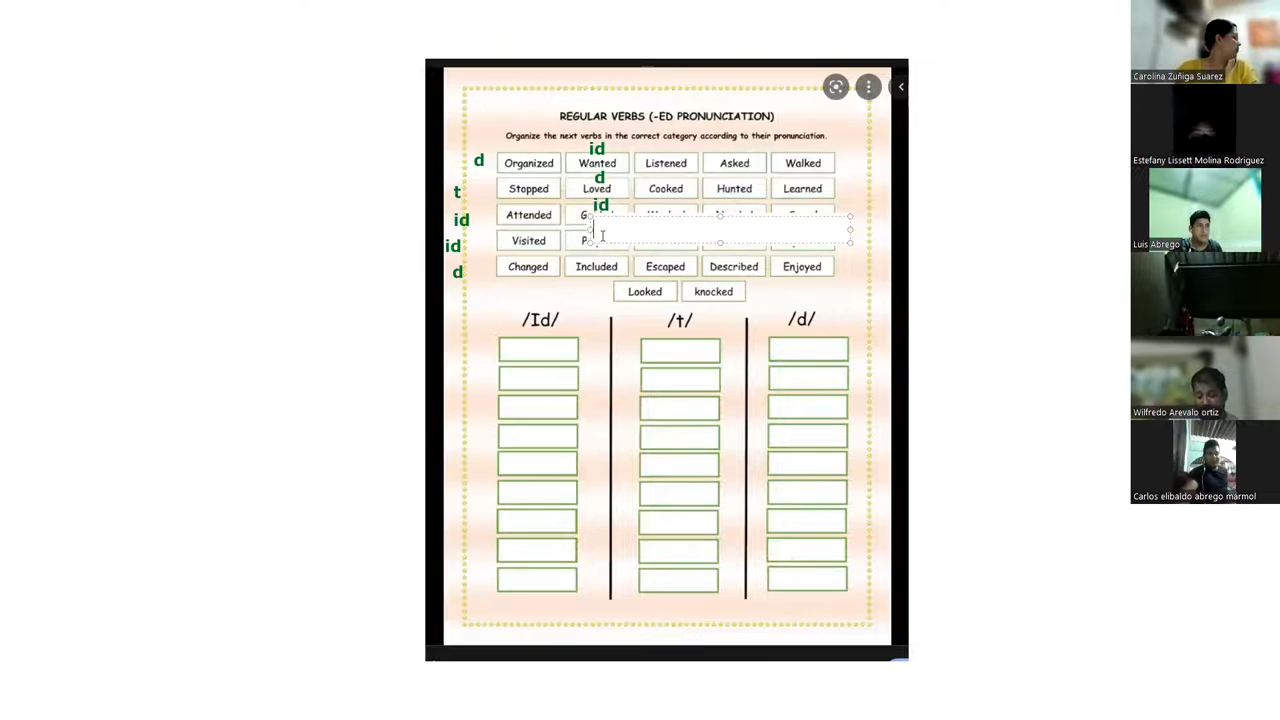 REGULAR VERBS (-ED PRONUNCIATION)
Organize the next verbs in the correct category according to their pronunciation.
id
d Organized Wanted Listened Asked Walked
d
t Stopped Loved Cooked Hunted Learned
id
id Attended
id Visited
d Changed Included Escaped Described Enjoyed
Looked knocked
/Id/ /t/ /d/
Carolina Zuñiga Suarez
Estefany Lissett Molina Rodriguez
Luis Abrego
Wilfredo Arevalo ortiz
Carlos elibaldo abrego marmol